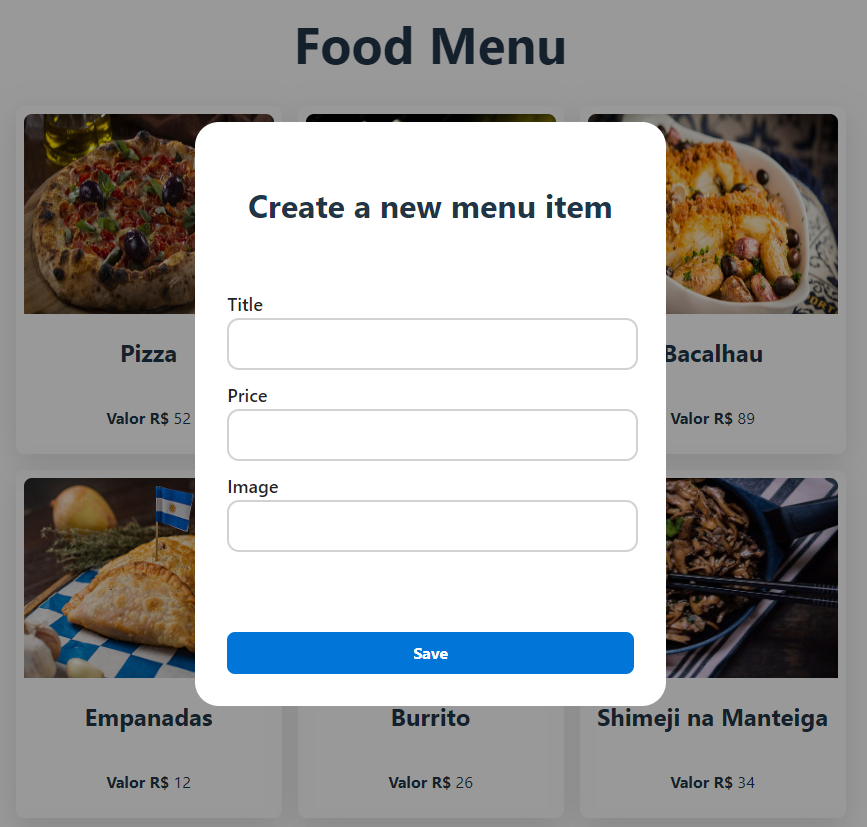 Food Menu
Create a new menu item
Title
Price
Image
Save
Pizza
Bacalhau
Valor R$ 52
Valor R$ 89
Empanadas
Burrito
Shimeji na Manteiga
Valor R$ 12
Valor R$ 26
Valor R$ 34